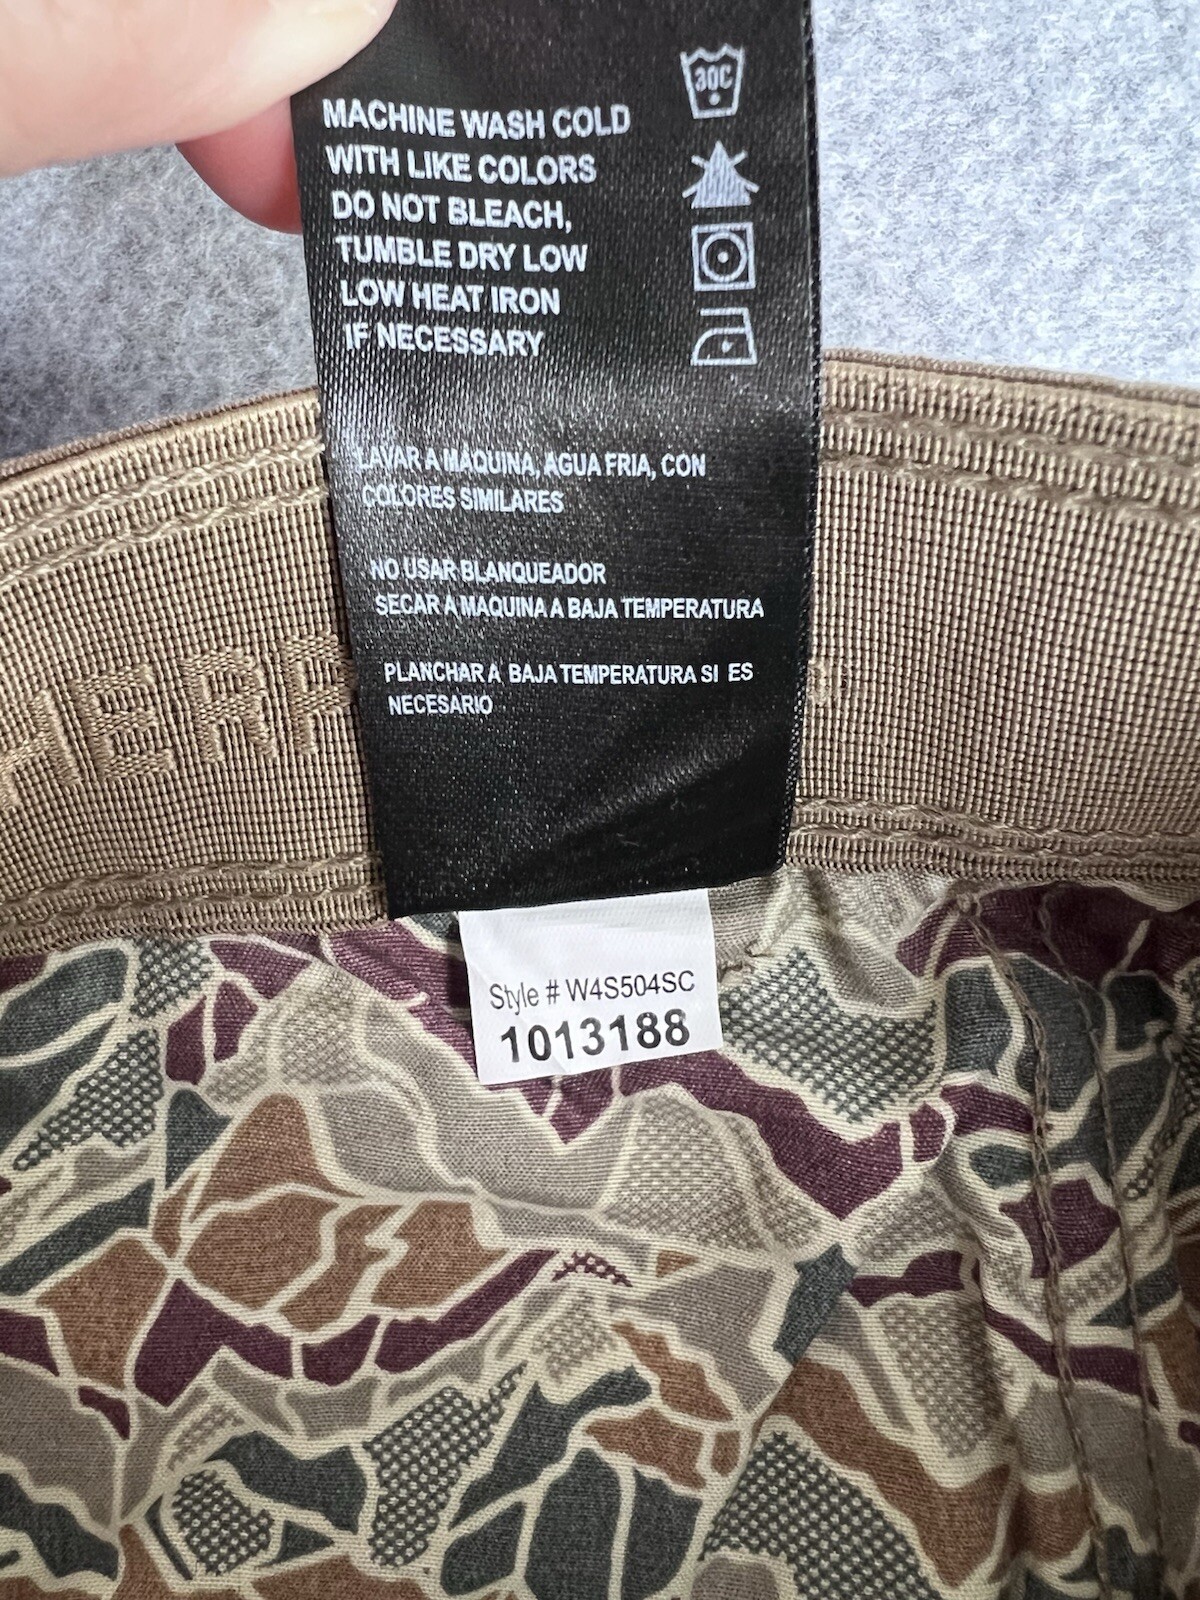 30C
MACHINE WASH COLD
WITH LIKE COLORS
DO NOT BLEACH,
TUMBLE DRY LOW
LOW HEAT IRON
IF NECESSARY
LAVAR A MAQUINA, AGUA FRIA, CON
COLORES SIMILARES
NO USAR BLANQUEADOR
SECAR A MAQUINA A BAJA TEMPERATURA
PLANCHAR A BAJA TEMPERATURA SI ES
NECESARIO
Style # W4S504SC
1013188